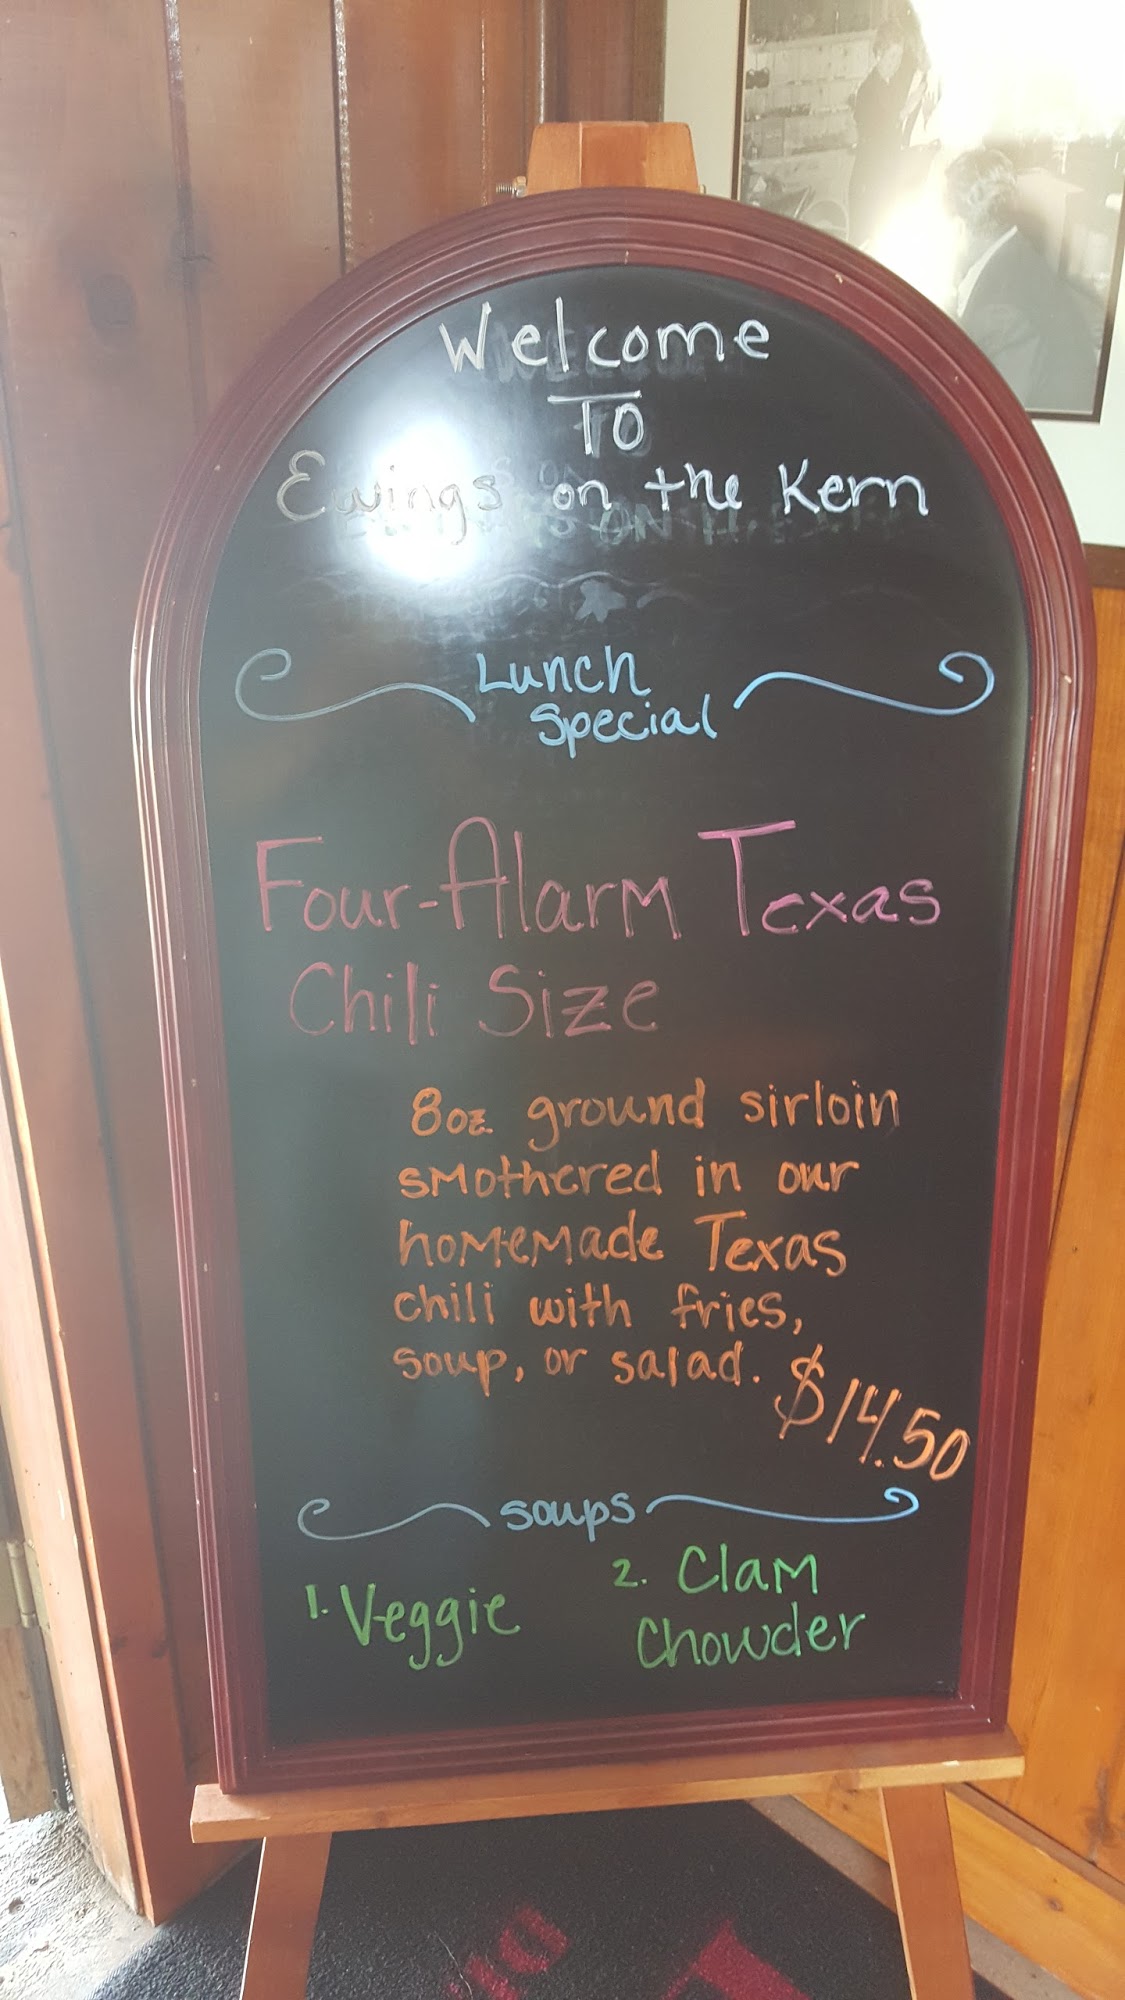 Welcome
To
Ewings on the Kern
Lunch
Special
Four-Alarm Texas
Chili Size
8oz ground sirloin
smothered in our
homemade Texas
chili with fries,
soup, or salad.
$14.50
soups
1. Veggie
2. Clam
Chowder